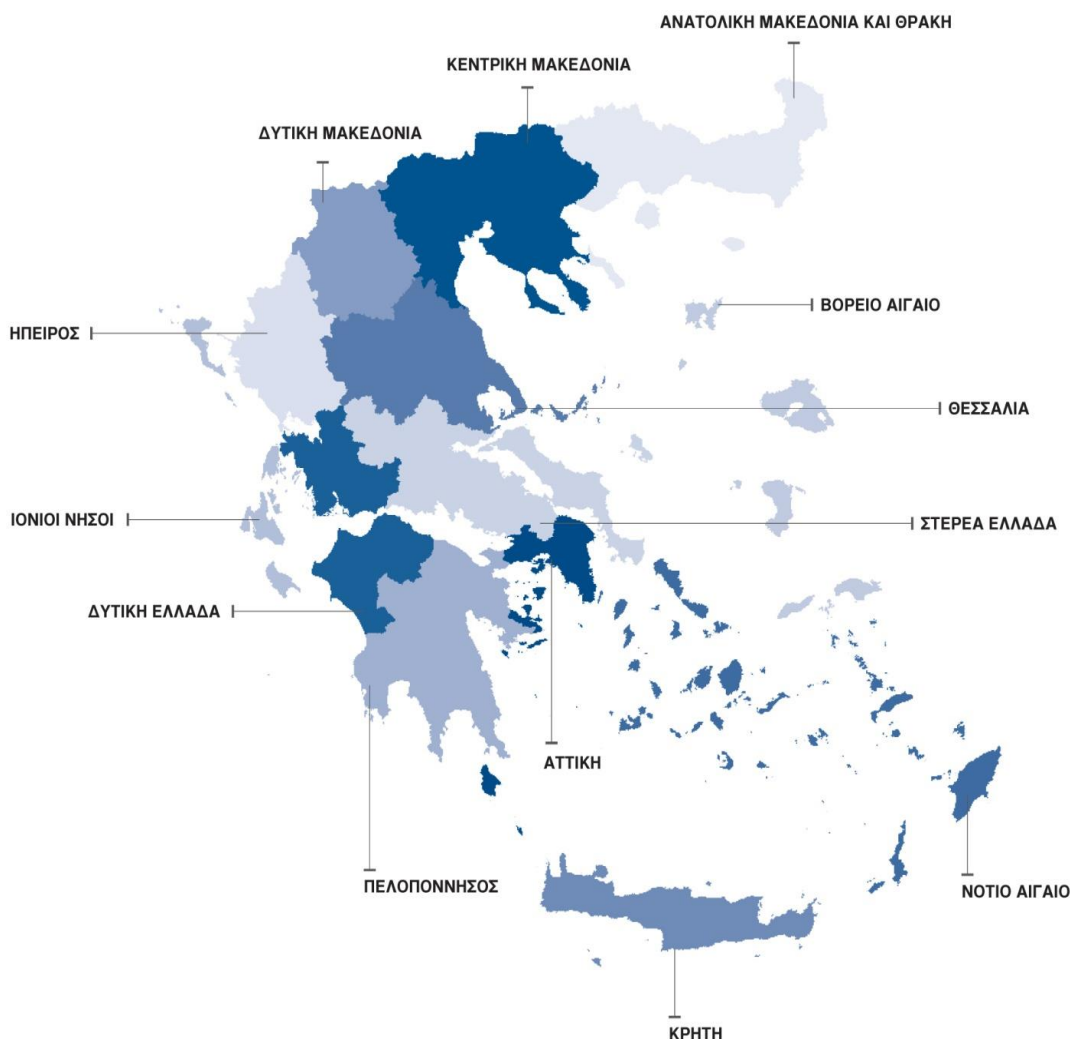 ΑΝΑΤΟΛΙΚΗ ΜΑΚΕΔΟΝΙΑ ΚΑΙ ΘΡΑΚΗ
ΚΕΝΤΡΙΚΗ ΜΑΚΕΔΟΝΙΑ
ΔΥΤΙΚΗ ΜΑΚΕΔΟΝΙΑ
ΒΟΡΕΙΟ ΑΙΓΑΙΟ
ΗΠΕΙΡΟΣ
ΘΕΣΣΑΛΙΑ
ΙΟΝΙΟΙ ΝΗΣΟΙ
ΣΤΕΡΕΑ ΕΛΛΑΔΑ
ΔΥΤΙΚΗ ΕΛΛΑΔΑ
ΑΤΤΙΚΗ
ΠΕΛΟΠΟΝΝΗΣΟΣ
ΝΟΤΙΟ ΑΙΓΑΙΟ
ΚΡΗΤΗ